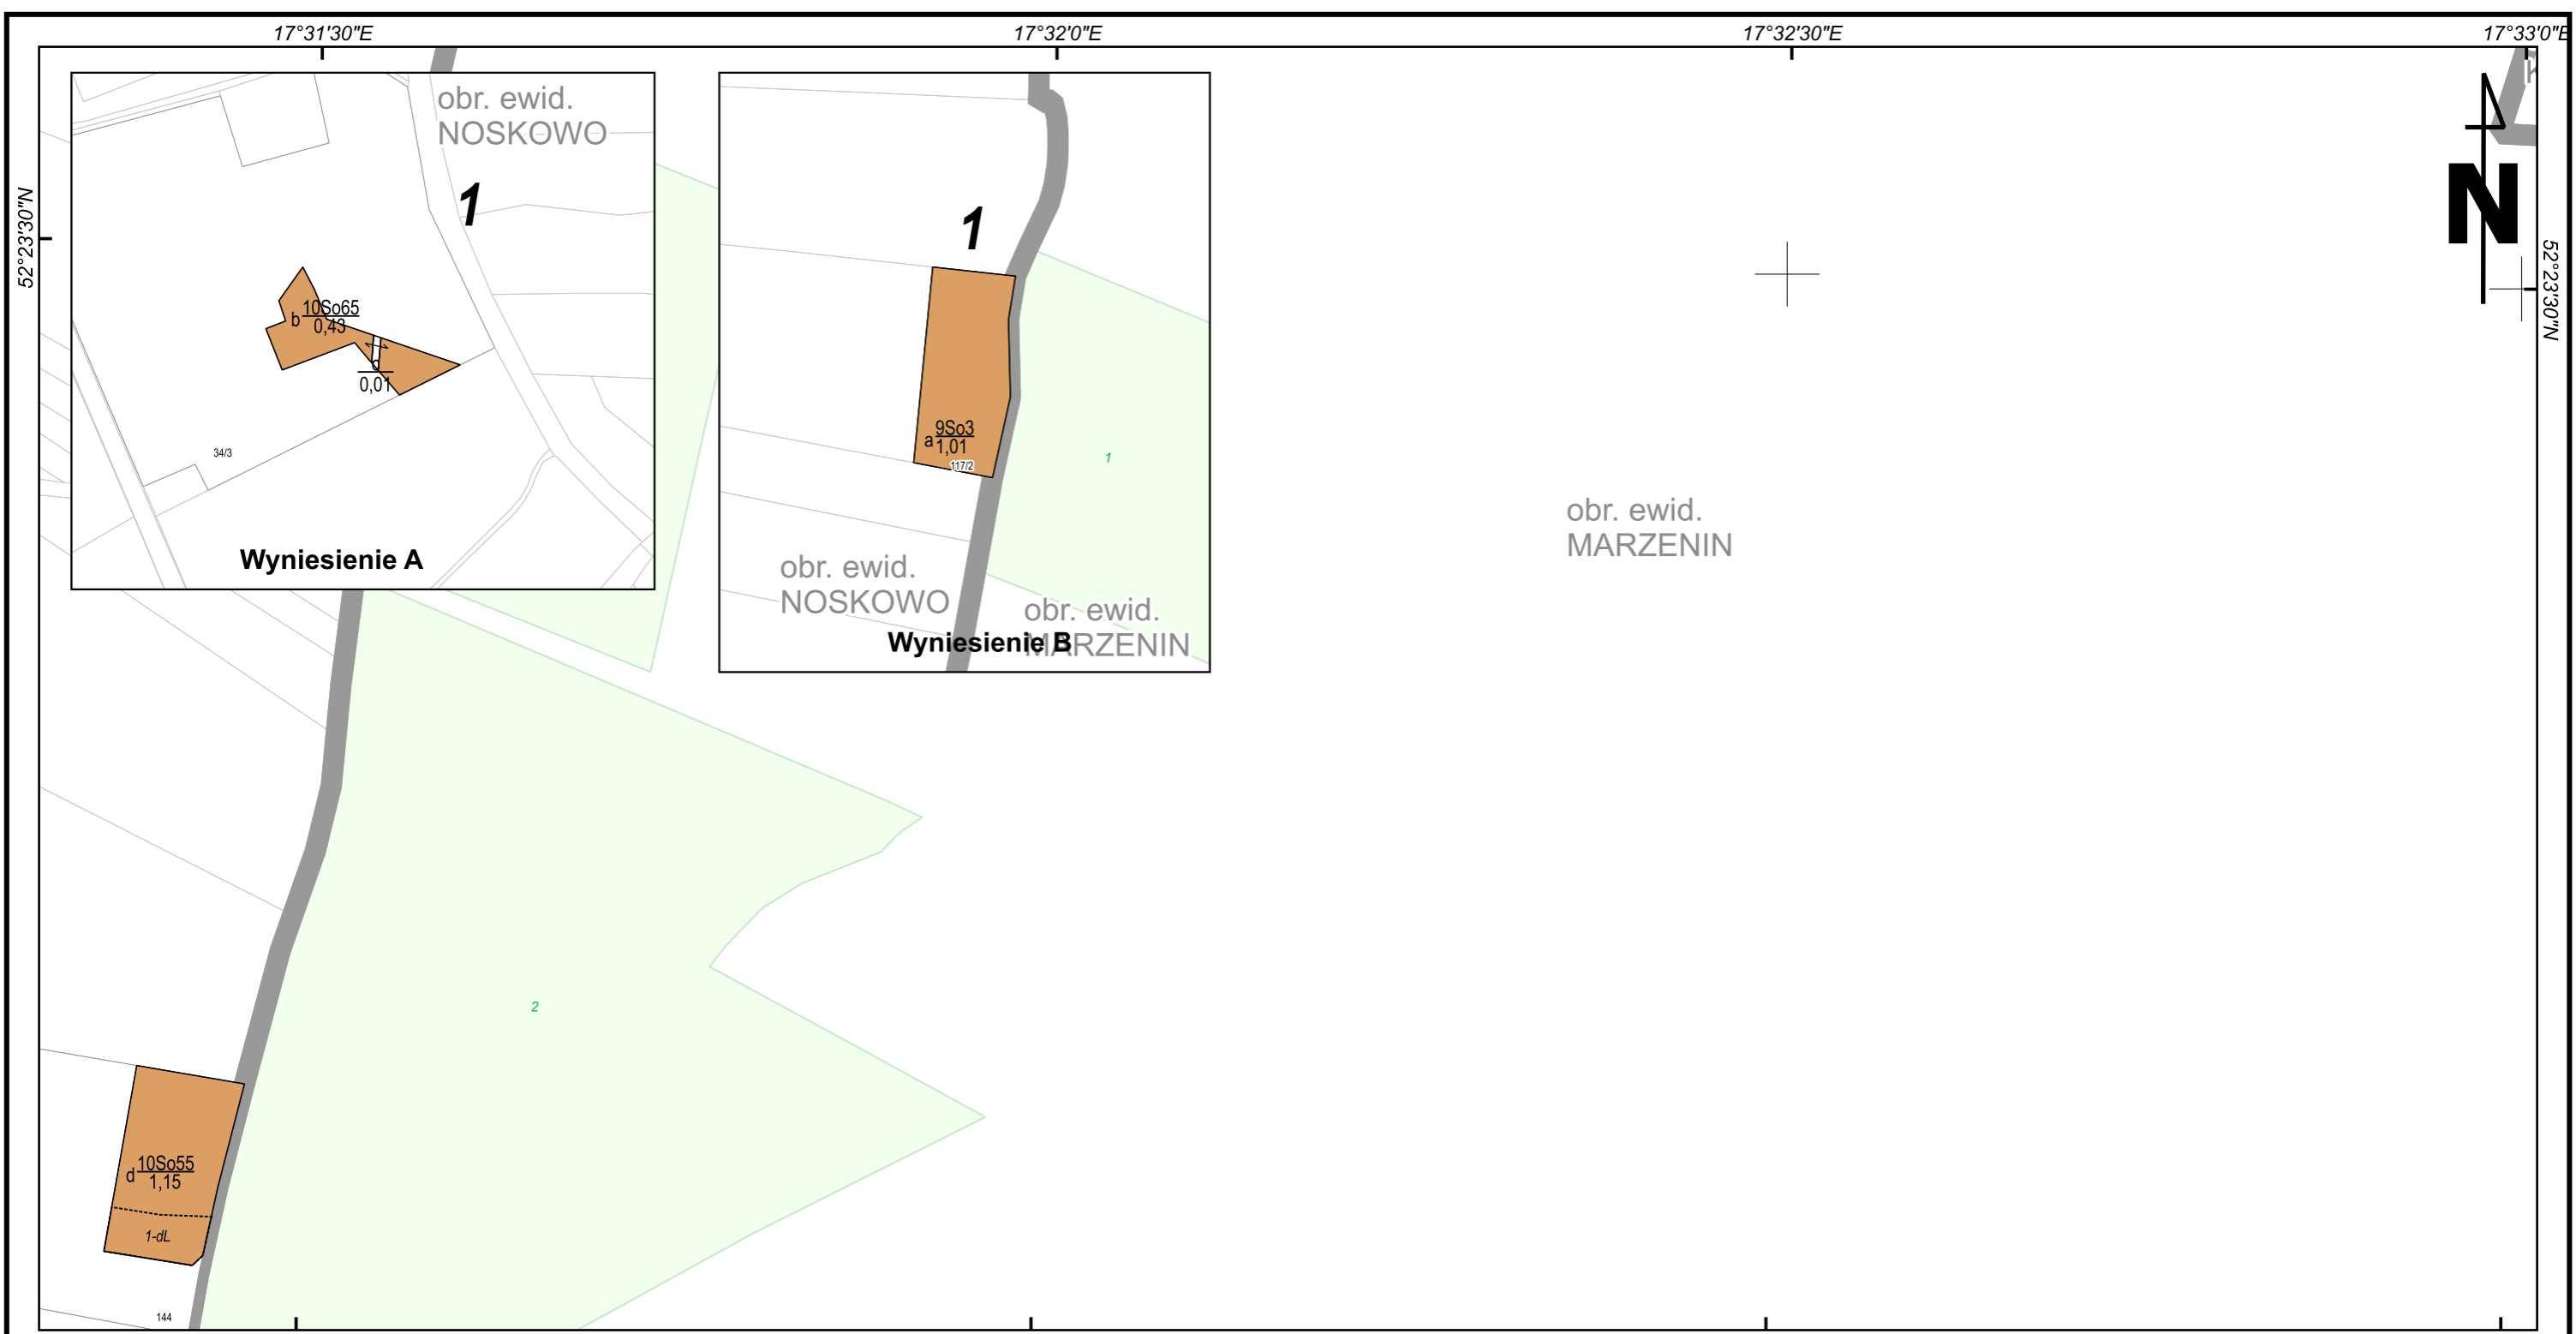 17°31'30"E
17°32'0"E
17°32'30"E
17°33'0"E
52°23'30"N
52°23'30"N
N
obr. ewid.
NOSKOWO
1
b 10So65
0,43
d
0,01
34/3
Wyniesienie A
1
a 9So3
1,01
117/2
1
obr. ewid.
NOSKOWO
obr. ewid.
MARZENIN
Wyniesienie B
obr. ewid.
MARZENIN
2
d 10So55
1,15
1-dL
144